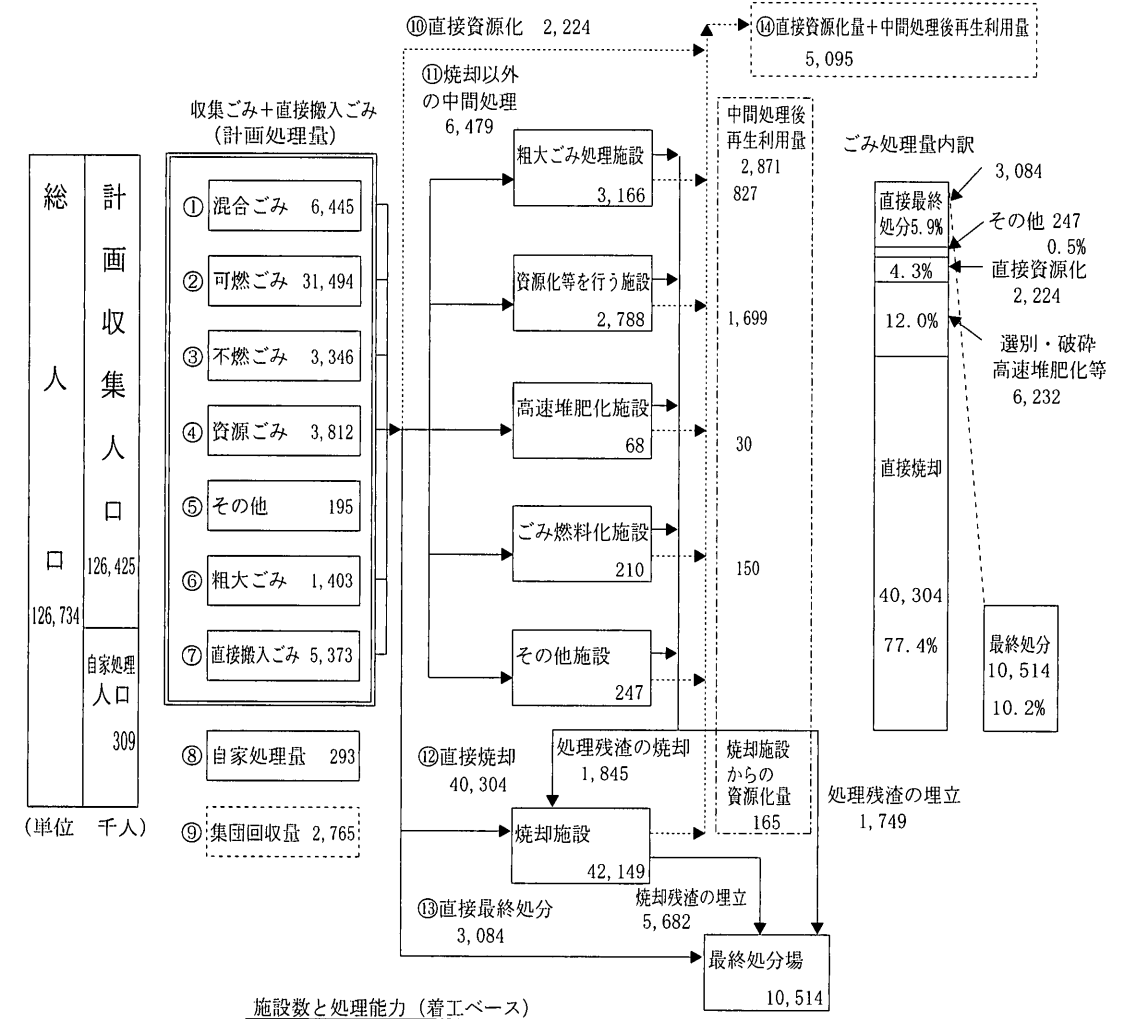 ⑩直接資源化 2,224
⑭直接資源化量＋中間処理後再生利用量
5,095
⑪焼却以外
の中間処理
6,479
収集ごみ＋直接搬入ごみ
(計画処理量)
総人口
126,734
計画収集人口
126,425
自家処理
人口
309
(単位 千人)
①混合ごみ 6,445
②可燃ごみ 31,494
③不燃ごみ 3,346
④資源ごみ 3,812
⑤その他 195
⑥粗大ごみ 1,403
⑦直接搬入ごみ 5,373
⑧自家処理量 293
⑨集団回収量 2,765
粗大ごみ処理施設
3,166
資源化等を行う施設
2,788
高速堆肥化施設
68
ごみ燃料化施設
210
その他施設
247
中間処理後
再生利用量
2,871
827
1,699
30
150
焼却施設
からの
資源化量
165
⑫直接焼却
40,304
処理残渣の焼却
1,845
焼却施設
42,149
処理残渣の埋立
1,749
焼却残渣の埋立
5,682
⑬直接最終処分
3,084
最終処分場
10,514
ごみ処理量内訳
3,084
直接最終
処分5.9%
その他 247
0.5%
4.3%
直接資源化
2,224
12.0%
選別・破砕
高速堆肥化等
6,232
直接焼却
40,304
77.4%
最終処分
10,514
10.2%
施設数と処理能力（着工ベース）